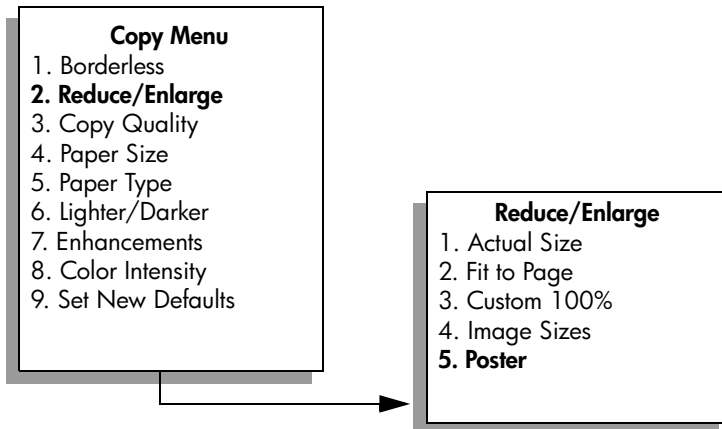 Copy Menu
1. Borderless
2. Reduce/Enlarge
3. Copy Quality
4. Paper Size
5. Paper Type
6. Lighter/Darker
7. Enhancements
8. Color Intensity
9. Set New Defaults
Reduce/Enlarge
1. Actual Size
2. Fit to Page
3. Custom 100%
4. Image Sizes
5. Poster